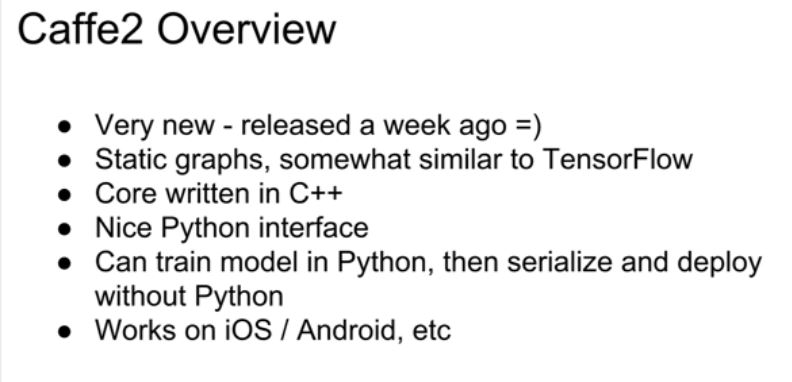 Caffe2 Overview
● Very new - released a week ago =)
● Static graphs, somewhat similar to TensorFlow
● Core written in C++
● Nice Python interface
● Can train model in Python, then serialize and deploy
without Python
● Works on iOS / Android, etc